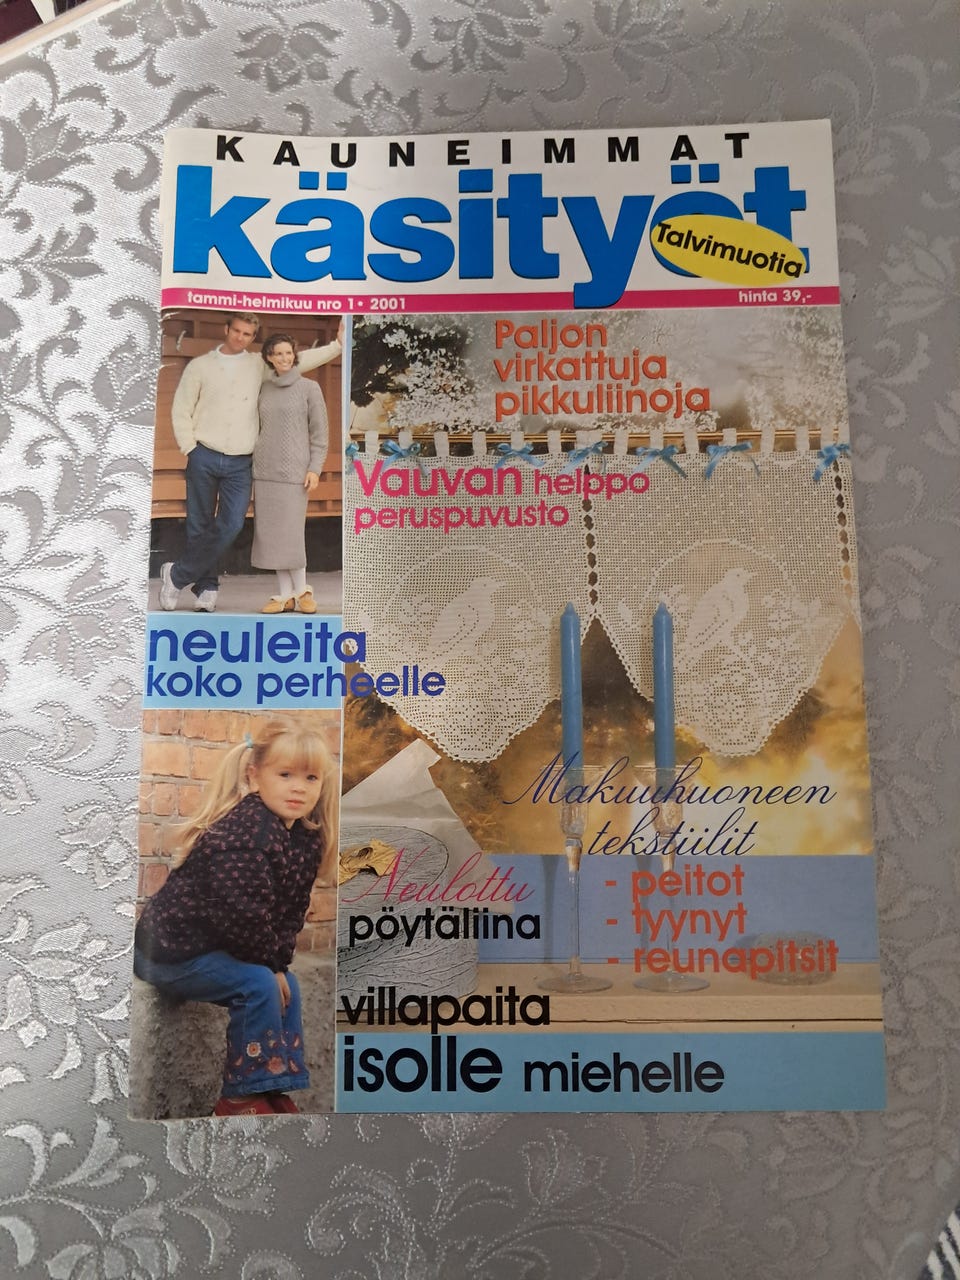 KAUNEIMMAT
käsityöt
Talvimuotia
tammi-helmikuu nro 1 • 2001
hinta 39,-
Paljon
virkattuja
pikkuliinoja
Vauvan helppo
peruspuvusto
neuleita
koko perheelle
Makuuhuoneen
tekstiilit
- peitot
- tyynyt
- reunapitsit
Neulottu
pöytäliina
villapaita
isolle miehelle